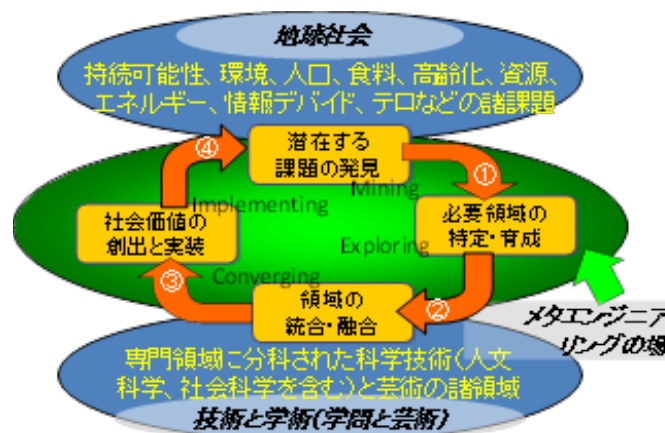 地球社会
持続可能性、環境、人口、食料、高齢化、資源、
エネルギー、情報デバイド、テロなどの諸課題
④
潜在する
課題の発見
①
Mining
Implementing
社会価値の
創出と実装
必要領域の
特定・育成
Exploring
③
Converging
領域の
統合・融合
②
メタエンジニア
リングの場
専門領域に分科された科学技術(人文
科学、社会科学を含む)と芸術の諸領域
技術と学術(学問と芸術)